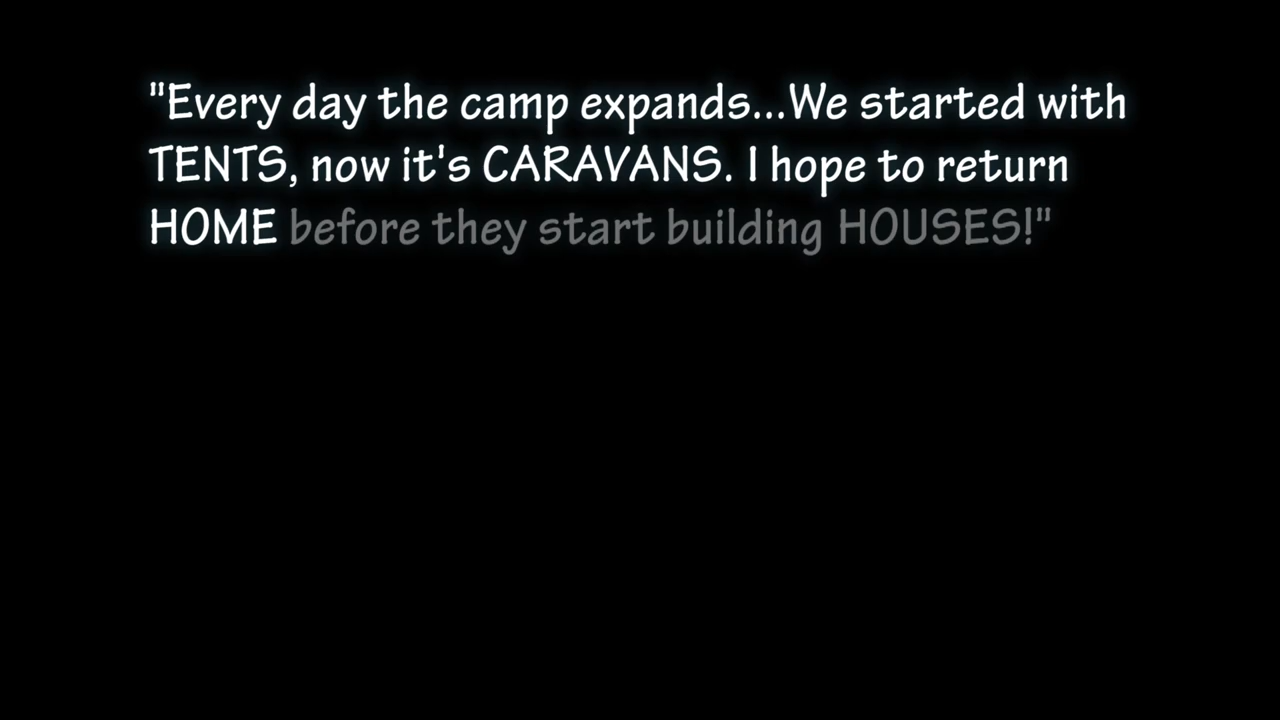 "Every day the camp expands...We started with
TENTS, now it's CARAVANS. I hope to return
HOME before they start building HOUSES!"